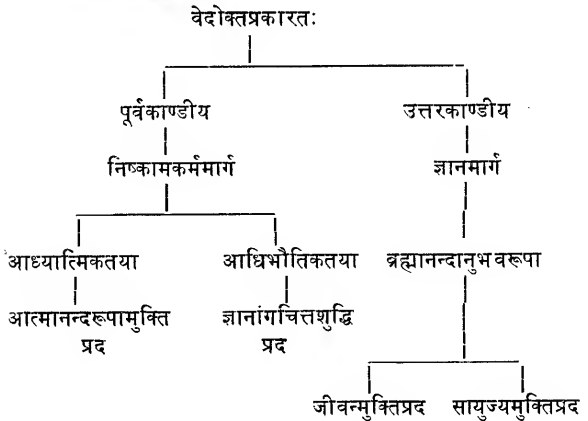 वेदोक्तप्रकारतः
पूर्वकाण्डीय उत्तरकाण्डीय
निष्कामकर्ममार्ग ज्ञानमार्ग
आध्यात्मिकतया आधिभौतिकतया ब्रह्मानन्दानुभवरूपा
आत्मानन्दरूपामुक्ति ज्ञानांगचित्तशुद्धि
प्रद प्रद
जीवन्मुक्तिप्रद सायुज्यमुक्तिप्रद